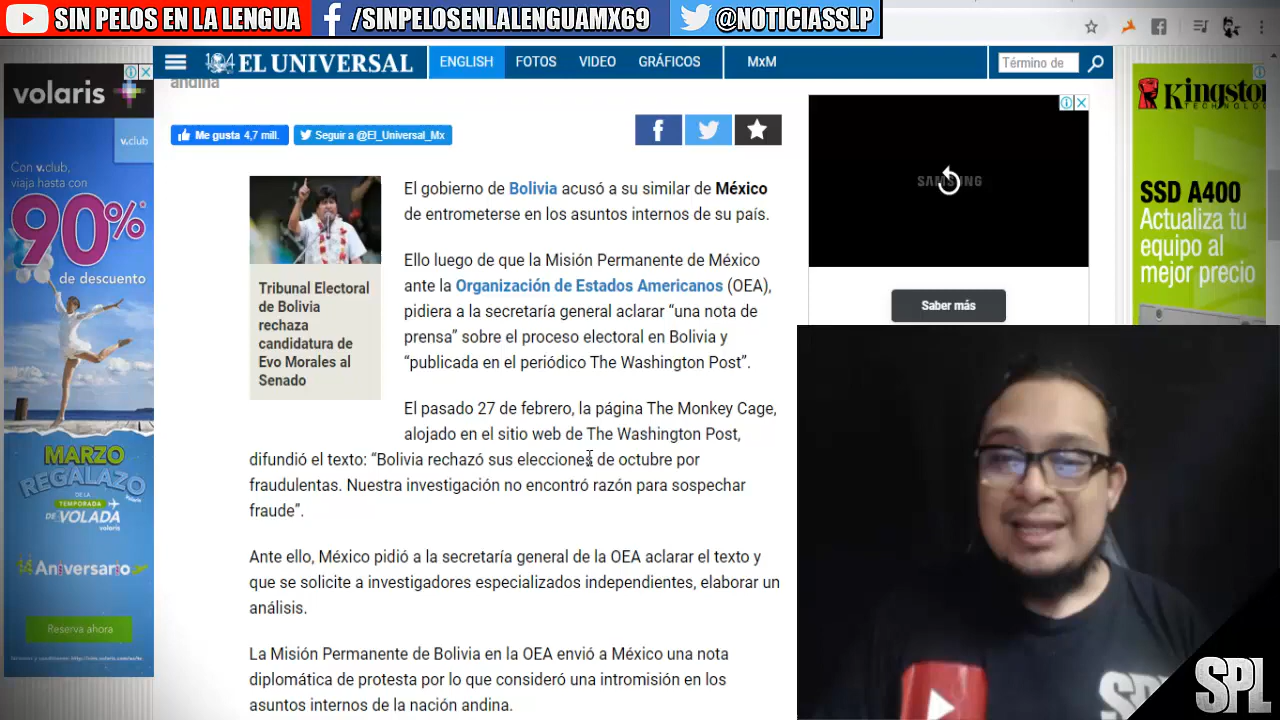 SIN PELOS EN LA LENGUA
/SINPELOSENLALENGUAMX69
@NOTICIASSLP
EL UNIVERSAL
ENGLISH
FOTOS
VIDEO
GRÁFICOS
MxM
Término de
andina
Me gusta 4,7 mill.
Seguir a @El_Universal_Mx
volaris
v.club
Con v.club,
viaja hasta con
90%
de descuento
MARZO
REGALAZO
DE LA
TEMPORADA
DE VOLADA
volaris
14 Aniversario
Reserva ahora
El gobierno de Bolivia acusó a su similar de México
de entrometerse en los asuntos internos de su país.
Ello luego de que la Misión Permanente de México
ante la Organización de Estados Americanos (OEA),
pidiera a la secretaría general aclarar “una nota de
prensa” sobre el proceso electoral en Bolivia y
“publicada en el periódico The Washington Post”.
Tribunal Electoral
de Bolivia
rechaza
candidatura de
Evo Morales al
Senado
El pasado 27 de febrero, la página The Monkey Cage,
alojado en el sitio web de The Washington Post,
difundió el texto: “Bolivia rechazó sus elecciones de octubre por
fraudulentas. Nuestra investigación no encontró razón para sospechar
fraude”.
Ante ello, México pidió a la secretaría general de la OEA aclarar el texto y
que se solicite a investigadores especializados independientes, elaborar un
análisis.
La Misión Permanente de Bolivia en la OEA envió a México una nota
diplomática de protesta por lo que consideró una intromisión en los
asuntos internos de la nación andina.
SAMSUNG
Saber más
Kingston
TECHNOLOGY
SSD A400
Actualiza tu
equipo al
mejor precio
SPL
SPL